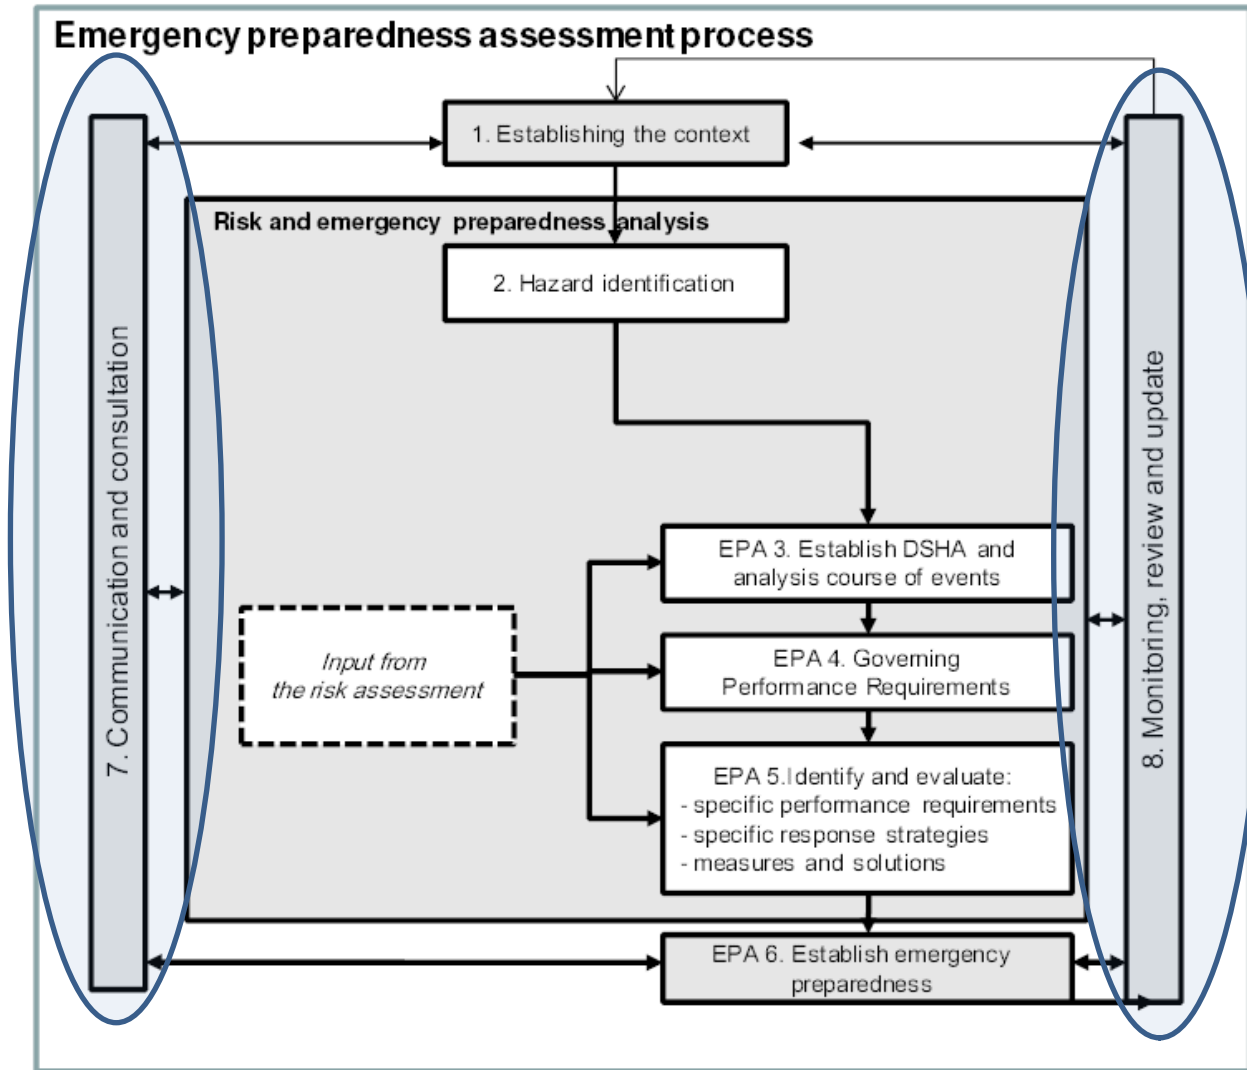 Emergency preparedness assessment process
1. Establishing the context
Risk and emergency preparedness analysis
2. Hazard identification
7. Communication and consultation
8. Monitoring, review and update
EPA 3. Establish DSHA and
analysis course of events
Input from
the risk assessment
EPA 4. Governing
Performance Requirements
EPA 5.Identify and evaluate:
- specific performance requirements
- specific response strategies
- measures and solutions
EPA 6. Establish emergency
preparedness